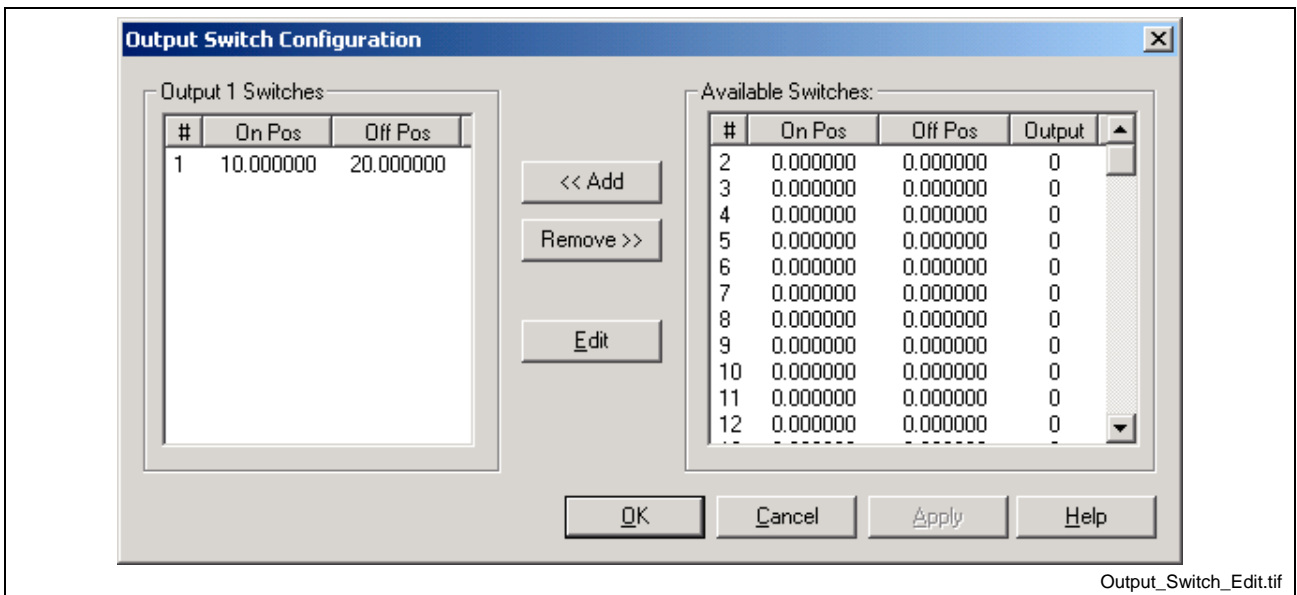 Output Switch Configuration
Output 1 Switches
# On Pos Off Pos
1 10.000000 20.000000
<< Add
Remove >>
Edit
Available Switches:
# On Pos Off Pos Output
2 0.000000 0.000000 0
3 0.000000 0.000000 0
4 0.000000 0.000000 0
5 0.000000 0.000000 0
6 0.000000 0.000000 0
7 0.000000 0.000000 0
8 0.000000 0.000000 0
9 0.000000 0.000000 0
10 0.000000 0.000000 0
11 0.000000 0.000000 0
12 0.000000 0.000000 0
OK Cancel Apply Help
Output_Switch_Edit.tif